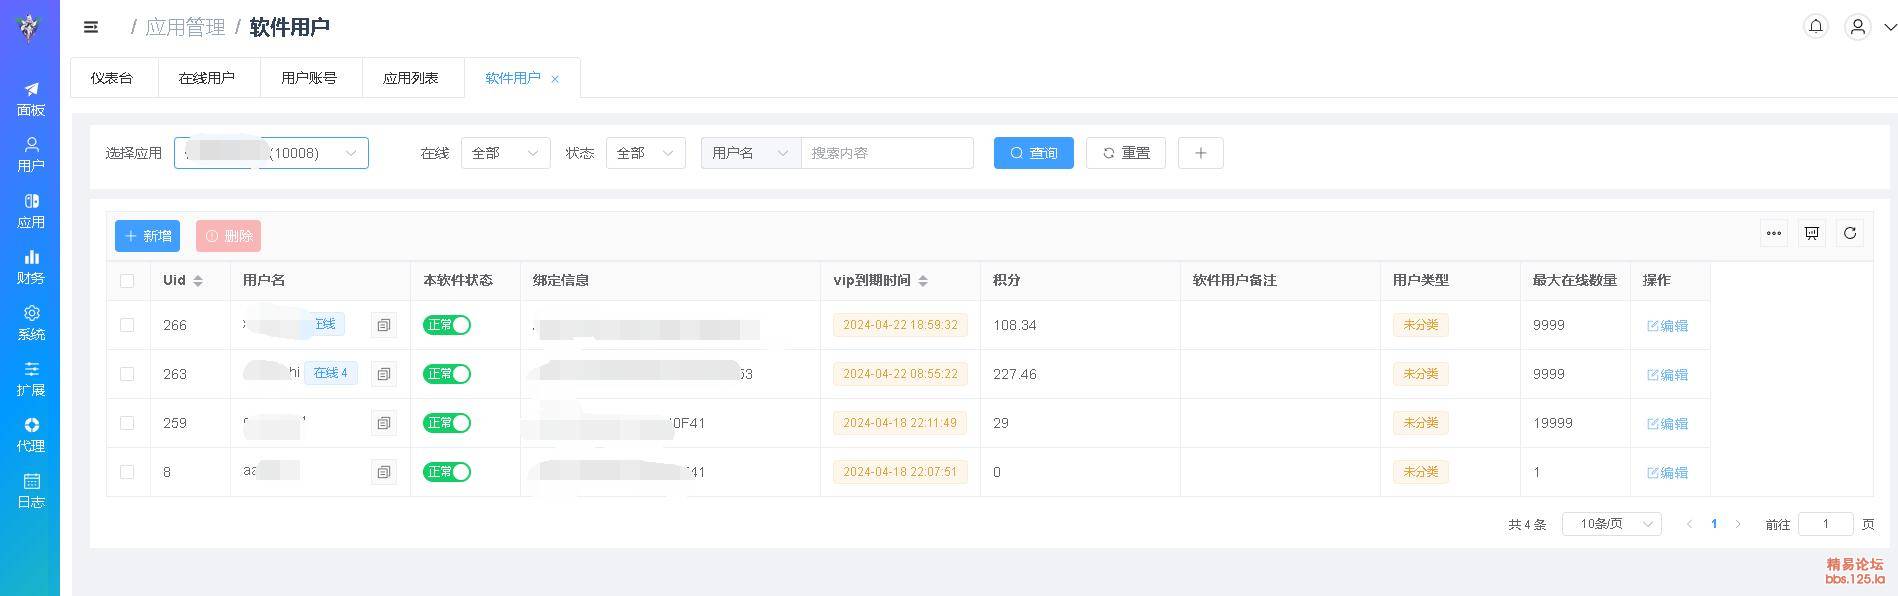 / 应用管理 / 软件用户
仪表台 在线用户 用户账号 应用列表 软件用户 ×
面板
用户
应用
财务
系统
扩展
代理
日志
选择应用 (10008) 在线 全部 状态 全部 用户名 搜索内容 查询 重置 +
+ 新增 删除
Uid 用户名 本软件状态 绑定信息 vip到期时间 积分 软件用户备注 用户类型 最大在线数量 操作
266 在线 正常 2024-04-22 18:59:32 108.34 未分类 9999 编辑
263 hi 在线 4 正常 53 2024-04-22 08:55:22 227.46 未分类 9999 编辑
259 正常 0F41 2024-04-18 22:11:49 29 未分类 19999 编辑
8 aa 正常 41 2024-04-18 22:07:51 0 未分类 1 编辑
共 4 条 10条/页 < 1 > 前往 1 页
精易论坛
bbs.125.la